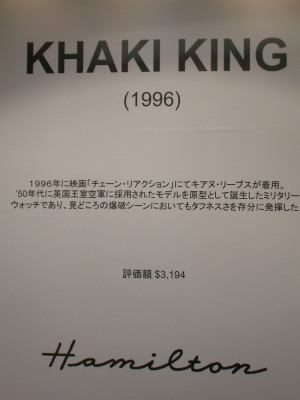 KHAKI KING
(1996)
1996年に映画「チェーン・リアクション」にてキアヌ・リーブスが着用。
'50年代に英国王室空軍に採用されたモデルを原型として誕生したミリタリー
ウォッチであり、見どころの爆破シーンにおいてもタフネスさを存分に発揮した。
評価額 $3,194
Hamilton